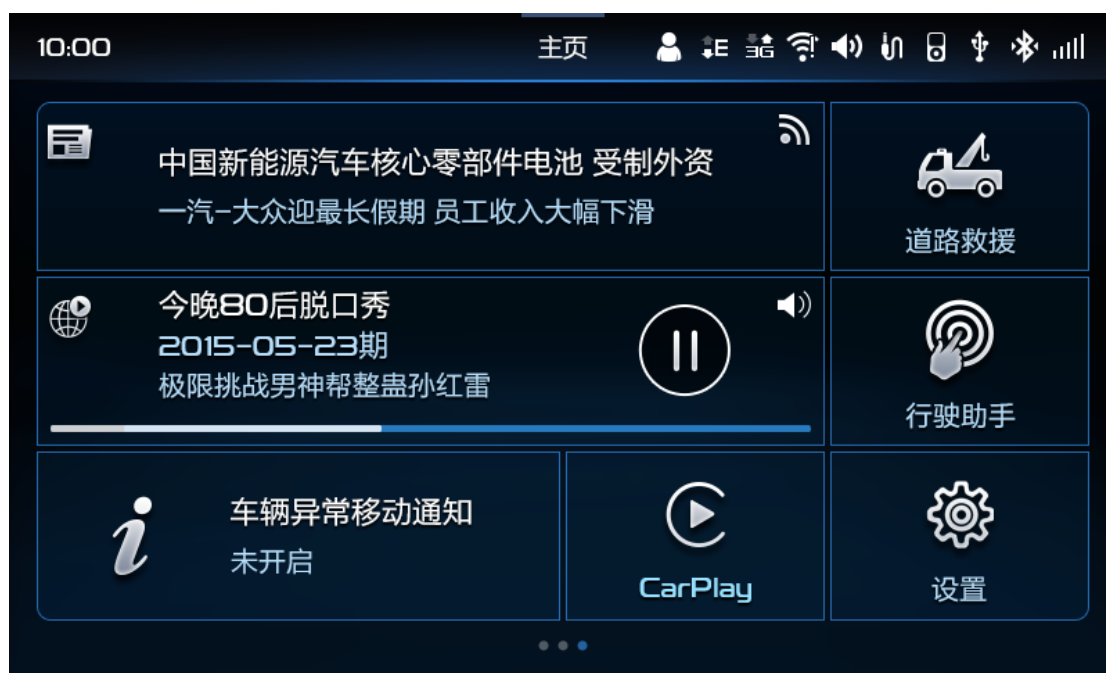 10:00
主页
E
3G
中国新能源汽车核心零部件电池 受制外资
一汽-大众迎最长假期 员工收入大幅下滑
道路救援
今晚80后脱口秀
2015-05-23期
极限挑战男神帮整蛊孙红雷
行驶助手
车辆异常移动通知
未开启
CarPlay
设置